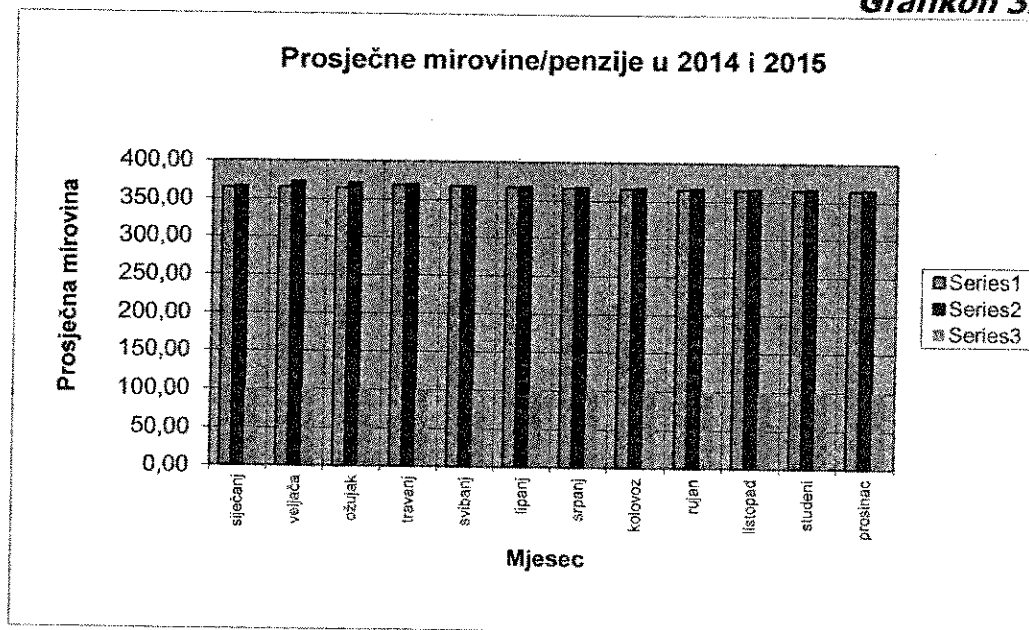 Grafikon 3.
Prosječne mirovine/penzije u 2014 i 2015
Prosječna mirovina
400,00
350,00
300,00
250,00
200,00
150,00
100,00
50,00
0,00
siječanj
veljača
ožujak
travanj
svibanj
lipanj
srpanj
kolovoz
rujan
listopad
studeni
prosinac
Mjesec
Series1
Series2
Series3